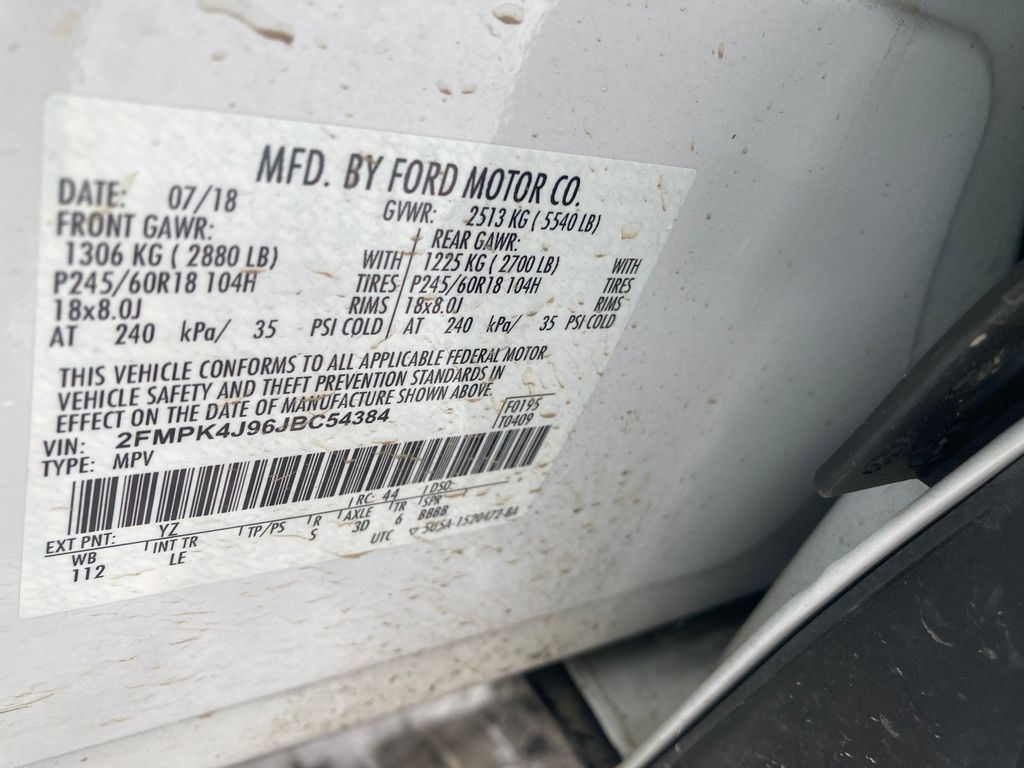 MFD. BY FORD MOTOR CO.
DATE: 07/18 GVWR: 2513 KG ( 5540 LB)
FRONT GAWR: REAR GAWR:
1306 KG ( 2880 LB) WITH 1225 KG ( 2700 LB) WITH
P245/60R18 104H TIRES P245/60R18 104H TIRES
18x8.0J RIMS 18x8.0J RIMS
AT 240 kPa/ 35 PSI COLD AT 240 kPa/ 35 PSI COLD
THIS VEHICLE CONFORMS TO ALL APPLICABLE FEDERAL MOTOR
VEHICLE SAFETY AND THEFT PREVENTION STANDARDS IN
EFFECT ON THE DATE OF MANUFACTURE SHOWN ABOVE.
VIN: 2FMPK4J96JBC54384 F0195
TYPE: MPV T0409
EXT PNT: YZ RC: 44 DSO:
WB INT TR TP/PS R AXLE TR SPR
112 LE S 3D 6 BBBB
UTC 5U5A-1520472-BA